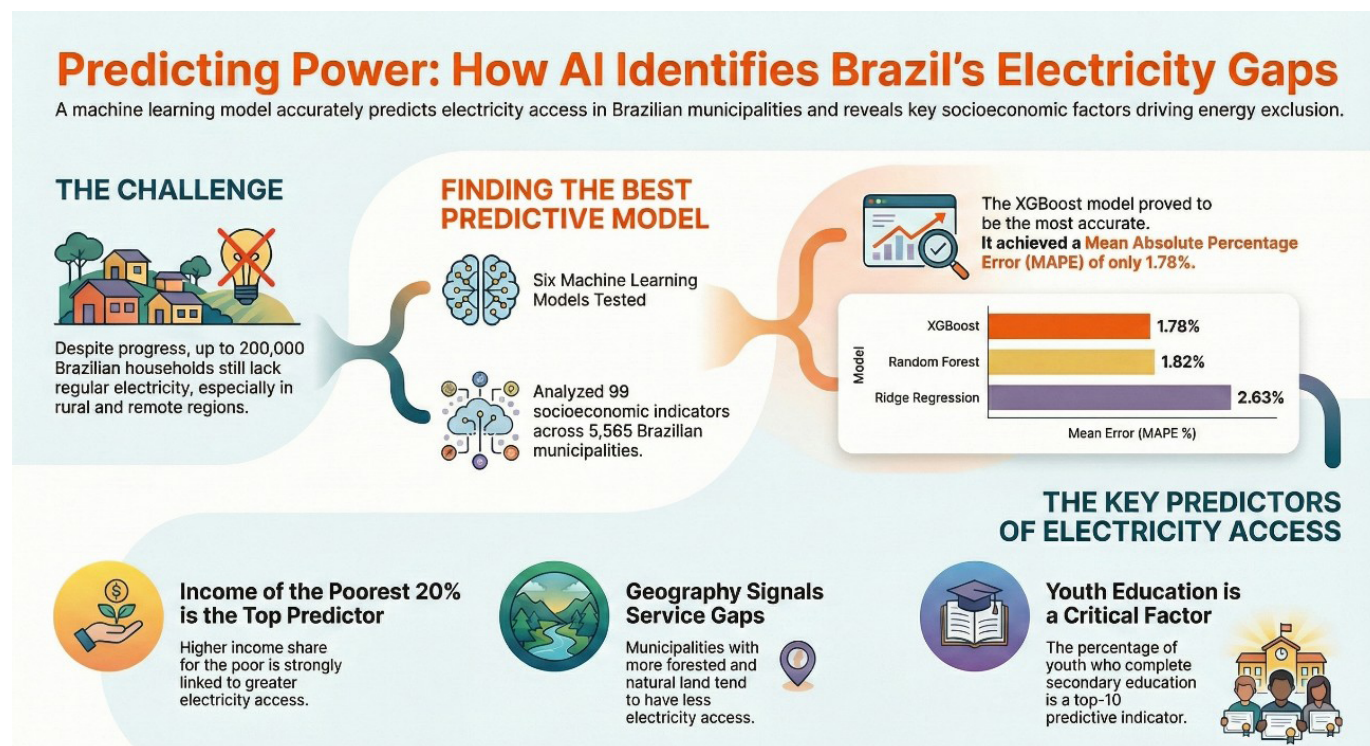 Predicting Power: How AI Identifies Brazil's Electricity Gaps
A machine learning model accurately predicts electricity access in Brazilian municipalities and reveals key socioeconomic factors driving energy exclusion.
THE CHALLENGE
Despite progress, up to 200,000
Brazilian households still lack
regular electricity, especially in
rural and remote regions.
FINDING THE BEST
PREDICTIVE MODEL
Six Machine Learning
Models Tested
Analyzed 99
socioeconomic indicators
across 5,565 Brazilian
municipalities.
The XGBoost model proved to
be the most accurate.
It achieved a Mean Absolute Percentage
Error (MAPE) of only 1.78%.
Model
XGBoost 1.78%
Random Forest 1.82%
Ridge Regression 2.63%
Mean Error (MAPE %)
THE KEY PREDICTORS
OF ELECTRICITY ACCESS
$
Income of the Poorest 20%
is the Top Predictor
Higher income share
for the poor is strongly
linked to greater
electricity access.
Geography Signals
Service Gaps
Municipalities with
more forested and
natural land tend
to have less
electricity access.
Youth Education is
a Critical Factor
The percentage of
youth who complete
secondary education
is a top-10
predictive indicator.